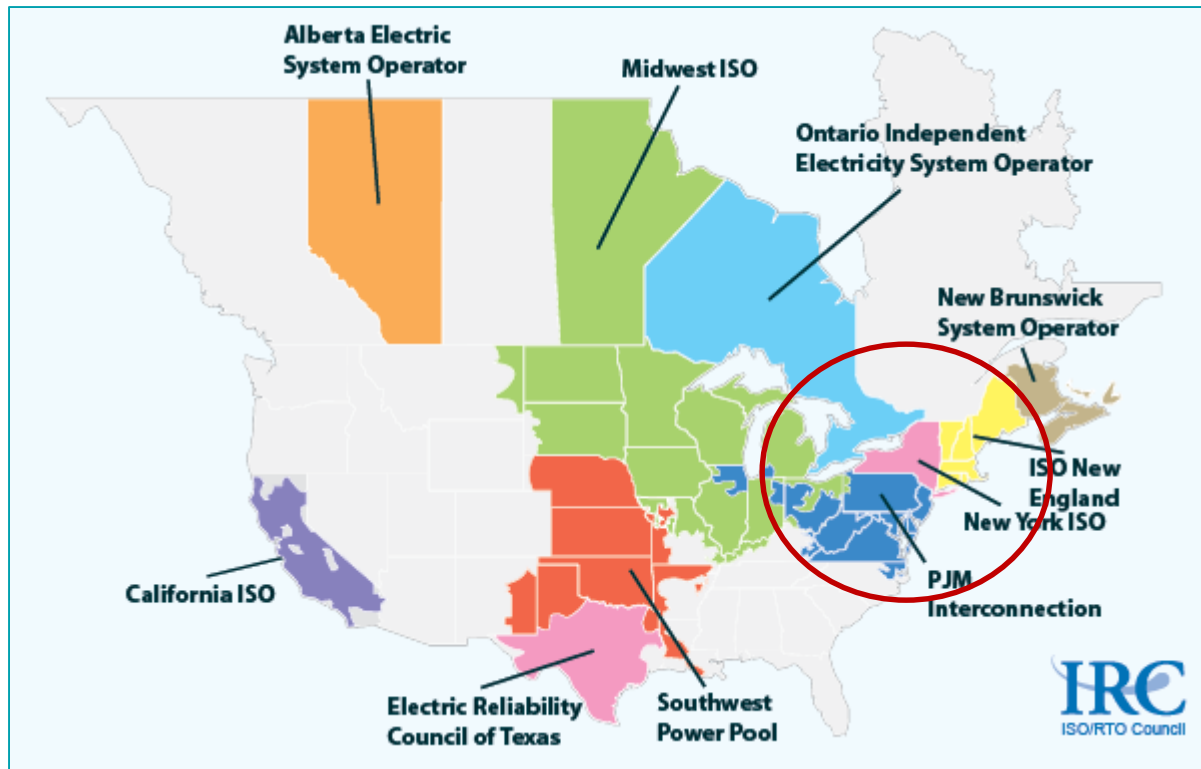 Alberta Electric
System Operator
Midwest ISO
Ontario Independent
Electricity System Operator
New Brunswick
System Operator
ISO New
England
New York ISO
PJM
Interconnection
California ISO
Electric Reliability
Council of Texas
Southwest
Power Pool
IRC
ISO/RTO Council